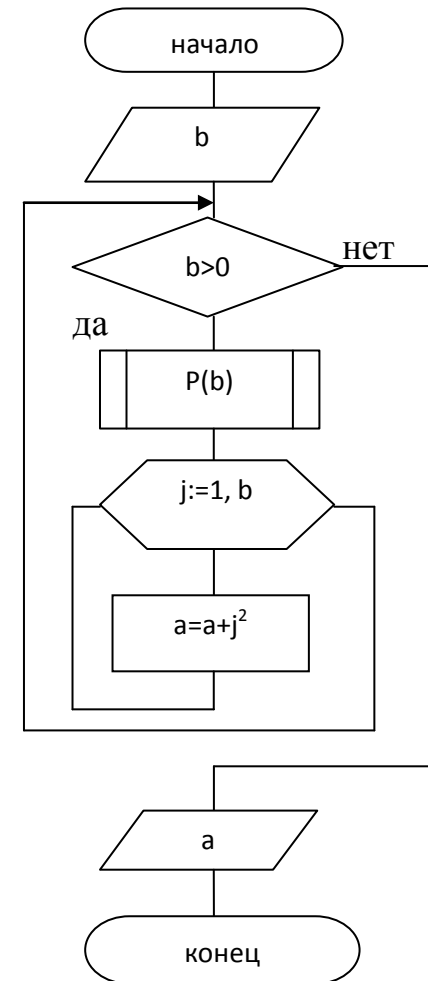 начало
b
b>0
нет
да
P(b)
j:=1, b
a=a+j²
a
конец